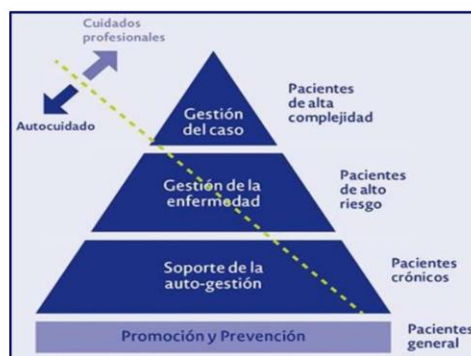 Cuidados
profesionales
Autocuidado
Gestión
del caso
Pacientes
de alta
complejidad
Gestión de la
enfermedad
Pacientes
de alto
riesgo
Soporte de la
auto-gestión
Pacientes
crónicos
Promoción y Prevención
Pacientes
general